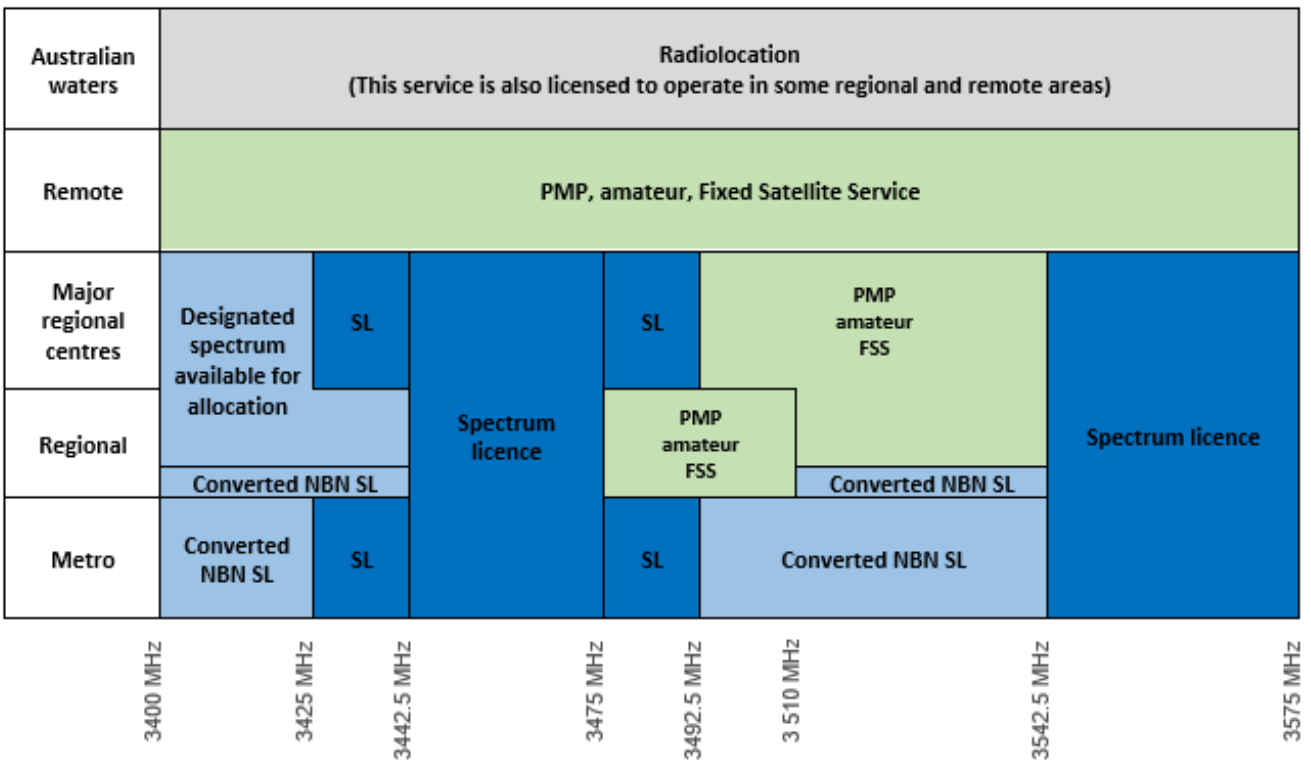 Australian
waters
Radiolocation
(This service is also licensed to operate in some regional and remote areas)
Remote
PMP, amateur, Fixed Satellite Service
Major
regional
centres
Designated
spectrum
available for
allocation
SL
SL
PMP
amateur
FSS
Regional
Spectrum
licence
PMP
amateur
FSS
Spectrum licence
Converted NBN SL
Converted NBN SL
Metro
Converted
NBN SL
SL
SL
Converted NBN SL
3400 MHz
3425 MHz
3442.5 MHz
3475 MHz
3492.5 MHz
3 510 MHz
3542.5 MHz
3575 MHz